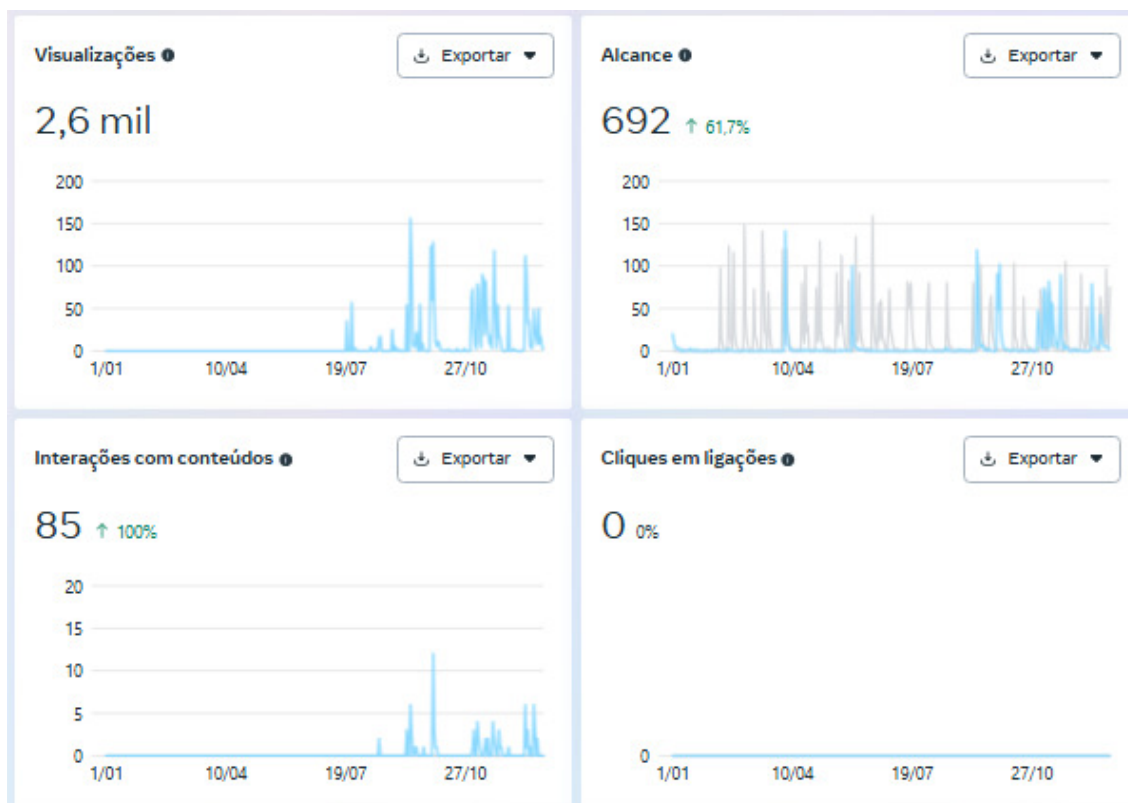 Visualizações
Exportar
2,6 mil
200
150
100
50
0
1/01 10/04 19/07 27/10
Alcance
Exportar
692 ↑ 61,7%
200
150
100
50
0
1/01 10/04 19/07 27/10
Interações com conteúdos
Exportar
85 ↑ 100%
20
15
10
5
0
1/01 10/04 19/07 27/10
Cliques em ligações
Exportar
0 0%
0
1/01 10/04 19/07 27/10